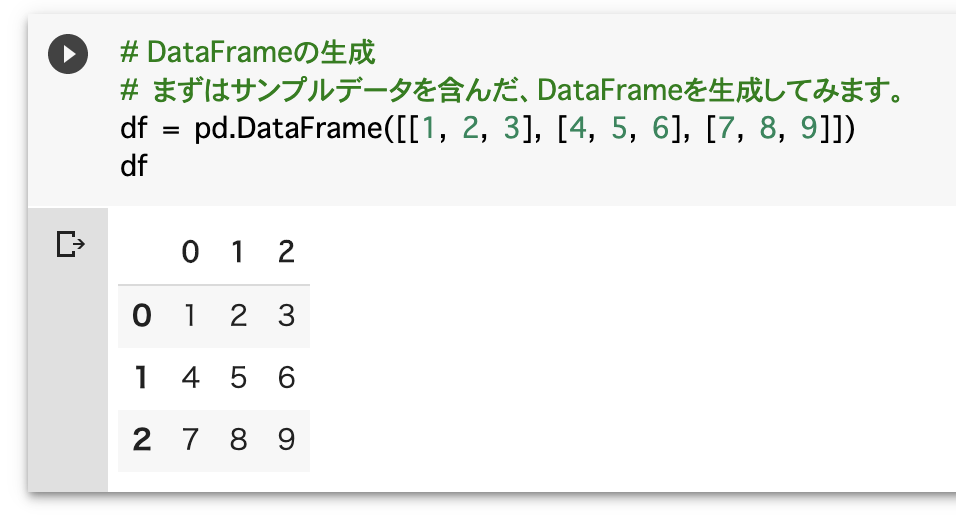 # DataFrameの生成
# まずはサンプルデータを含んだ、DataFrameを生成してみます。
df = pd.DataFrame([[1, 2, 3], [4, 5, 6], [7, 8, 9]])
df
0 1 2
0 1 2 3
1 4 5 6
2 7 8 9